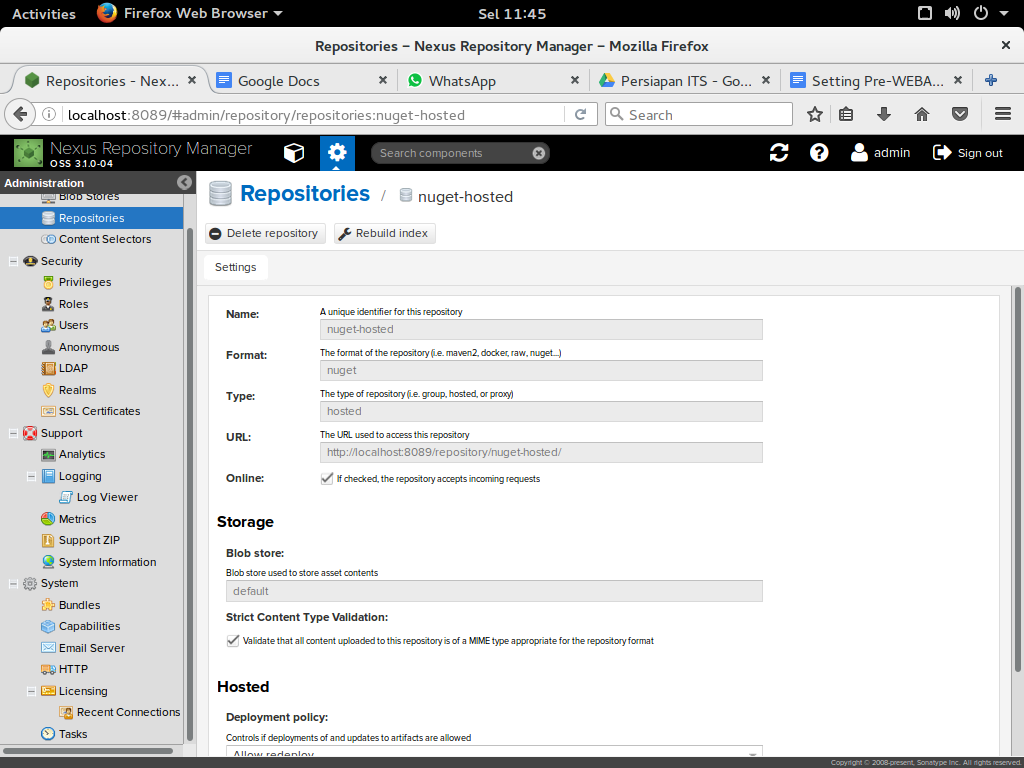 Activities Firefox Web Browser Sel 11:45
Repositories – Nexus Repository Manager – Mozilla Firefox
Repositories - Nex... Google Docs WhatsApp Persiapan ITS - Go... Setting Pre-WEBA...
localhost:8089/#admin/repository/repositories:nuget-hosted Search
Nexus Repository Manager
OSS 3.1.0-04
Search components admin Sign out
Administration
Blob Stores
Repositories
Content Selectors
Security
Privileges
Roles
Users
Anonymous
LDAP
Realms
SSL Certificates
Support
Analytics
Logging
Log Viewer
Metrics
Support ZIP
System Information
System
Bundles
Capabilities
Email Server
HTTP
Licensing
Recent Connections
Tasks
Repositories / nuget-hosted
Delete repository Rebuild index
Settings
Name: A unique identifier for this repository
nuget-hosted
Format: The format of the repository (i.e. maven2, docker, raw, nuget...)
nuget
Type: The type of repository (i.e. group, hosted, or proxy)
hosted
URL: The URL used to access this repository
http://localhost:8089/repository/nuget-hosted/
Online: If checked, the repository accepts incoming requests
Storage
Blob store:
Blob store used to store asset contents
default
Strict Content Type Validation:
Validate that all content uploaded to this repository is of a MIME type appropriate for the repository format
Hosted
Deployment policy:
Controls if deployments of and updates to artifacts are allowed
Allow redeploy
Copyright © 2008-present, Sonatype Inc. All rights reserved.